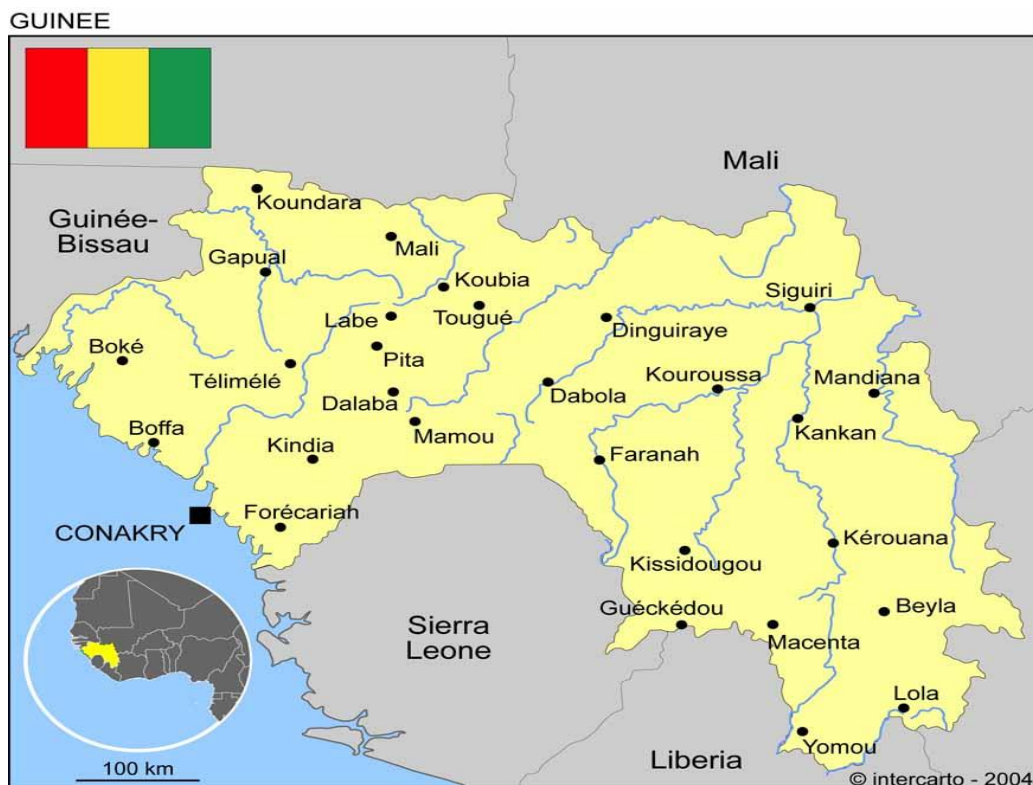 GUINEE
Mali
Guinée-
Bissau
Koundara
Mali
Gapual
Koubia
Siguiri
Labe
Tougué
Dinguiraye
Boké
Pita
Télimélé
Kouroussa
Mandiana
Dalaba
Dabola
Boffa
Mamou
Kankan
Kindia
Faranah
Forécariah
CONAKRY
Kérouana
Kissidougou
Guéckédou
Beyla
Sierra
Leone
Macenta
Lola
Yomou
Liberia
100 km
© intercarto - 2004